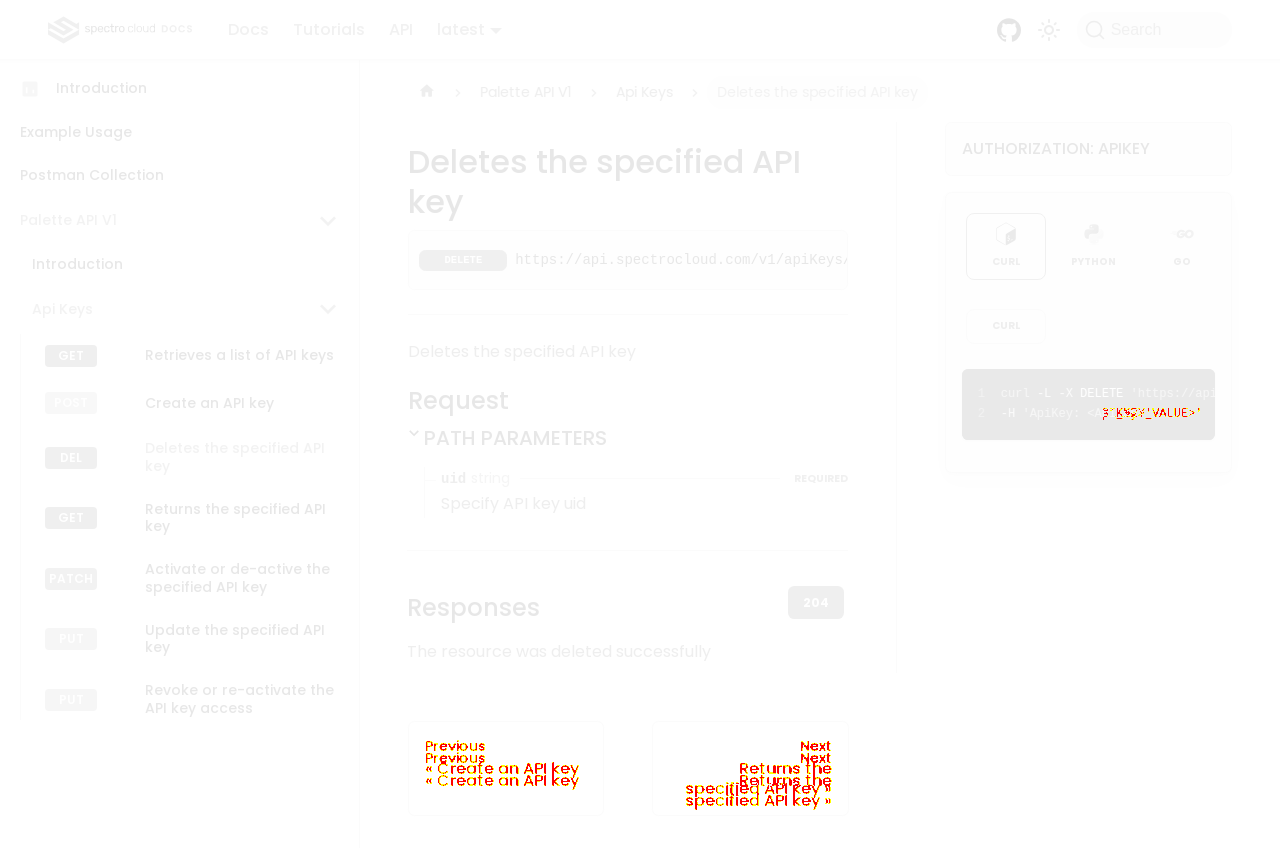 spectro cloud DOCS
Docs Tutorials API latest
Search
Introduction
Example Usage
Postman Collection
Palette API V1
Introduction
Api Keys
GET Retrieves a list of API keys
POST Create an API key
DEL Deletes the specified API
key
GET Returns the specified API
key
PATCH Activate or de-active the
specified API key
PUT Update the specified API
key
PUT Revoke or re-activate the
API key access
Palette API V1
Api Keys
Deletes the specified API key
Deletes the specified API
key
DELETE https://api.spectrocloud.com/v1/apiKeys/
Deletes the specified API key
Request
PATH PARAMETERS
uid string REQUIRED
Specify API key uid
Responses
204
The resource was deleted successfully
Previous
Previous
« Create an API key
« Create an API key
Next
Next
Returns the
Returns the
specified API key »
specified API key »
AUTHORIZATION: APIKEY
CURL PYTHON GO
CURL
1 curl -L -X DELETE 'https://api
2 -H 'ApiKey: